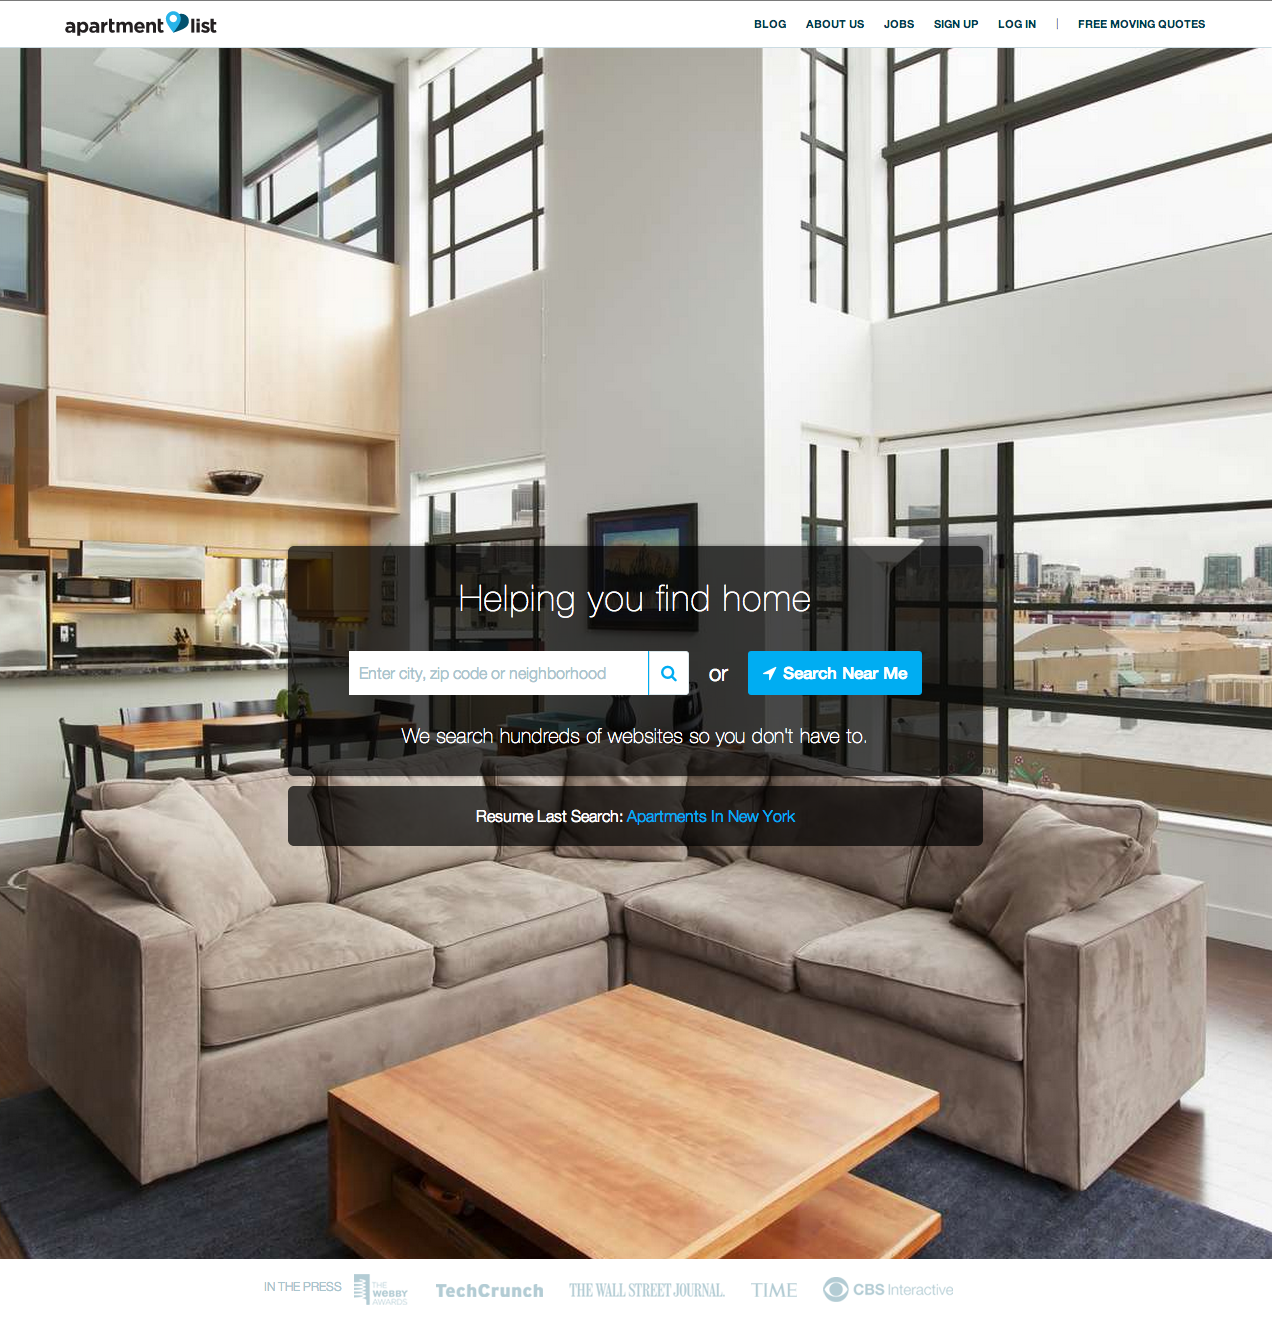 apartment list
BLOG ABOUT US JOBS SIGN UP LOG IN | FREE MOVING QUOTES
Helping you find home
Enter city, zip code or neighborhood or Search Near Me
We search hundreds of websites so you don't have to.
Resume Last Search: Apartments In New York
IN THE PRESS THE WEBBY AWARDS TechCrunch THE WALL STREET JOURNAL. TIME CBS Interactive